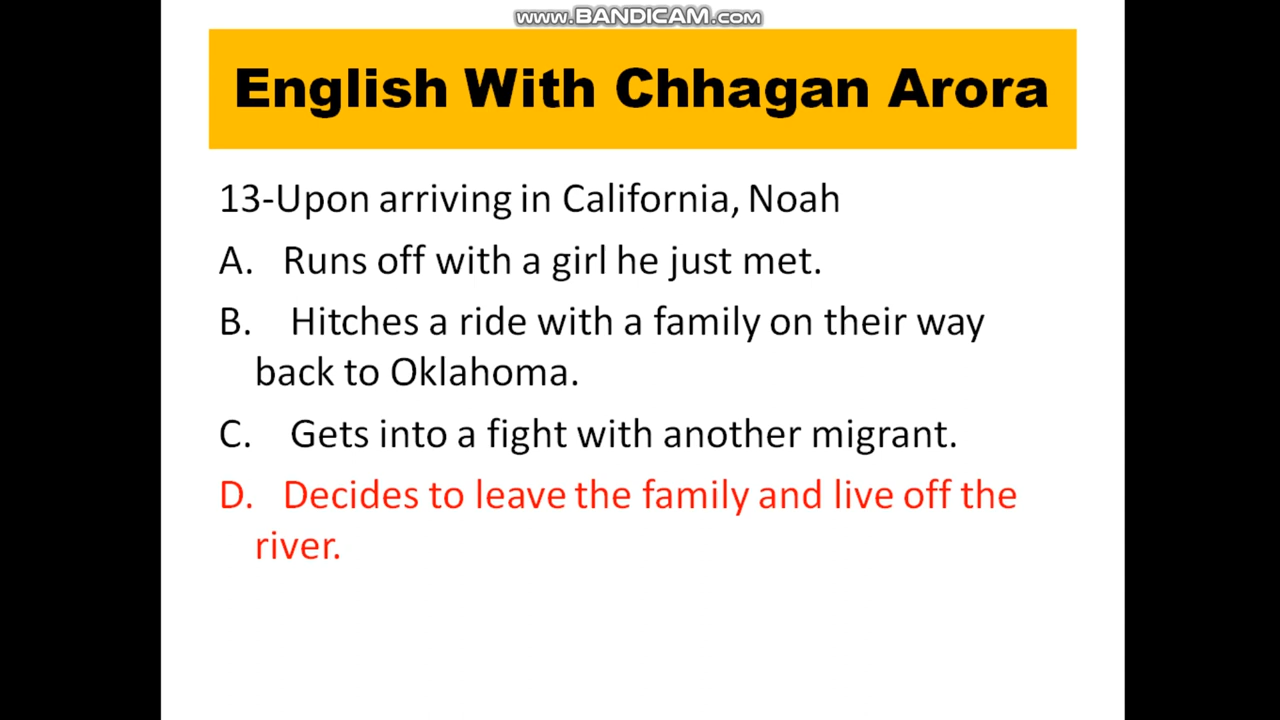 www.BANDICAM.com
English With Chhagan Arora
13-Upon arriving in California, Noah
A. Runs off with a girl he just met.
B. Hitches a ride with a family on their way
back to Oklahoma.
C. Gets into a fight with another migrant.
D. Decides to leave the family and live off the
river.